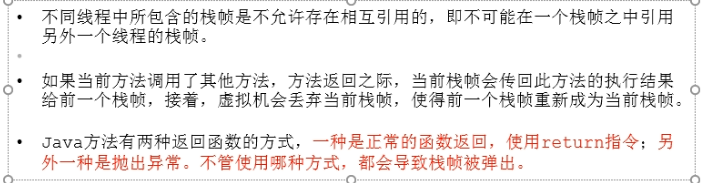 • 不同线程中所包含的栈帧是不允许存在相互引用的，即不可能在一个栈帧之中引用
另外一个线程的栈帧。
• 如果当前方法调用了其他方法，方法返回之际，当前栈帧会传回此方法的执行结果
给前一个栈帧，接着，虚拟机会丢弃当前栈帧，使得前一个栈帧重新成为当前栈帧。
• Java方法有两种返回函数的方式，一种是正常的函数返回，使用return指令；另
外一种是抛出异常。不管使用哪种方式，都会导致栈帧被弹出。